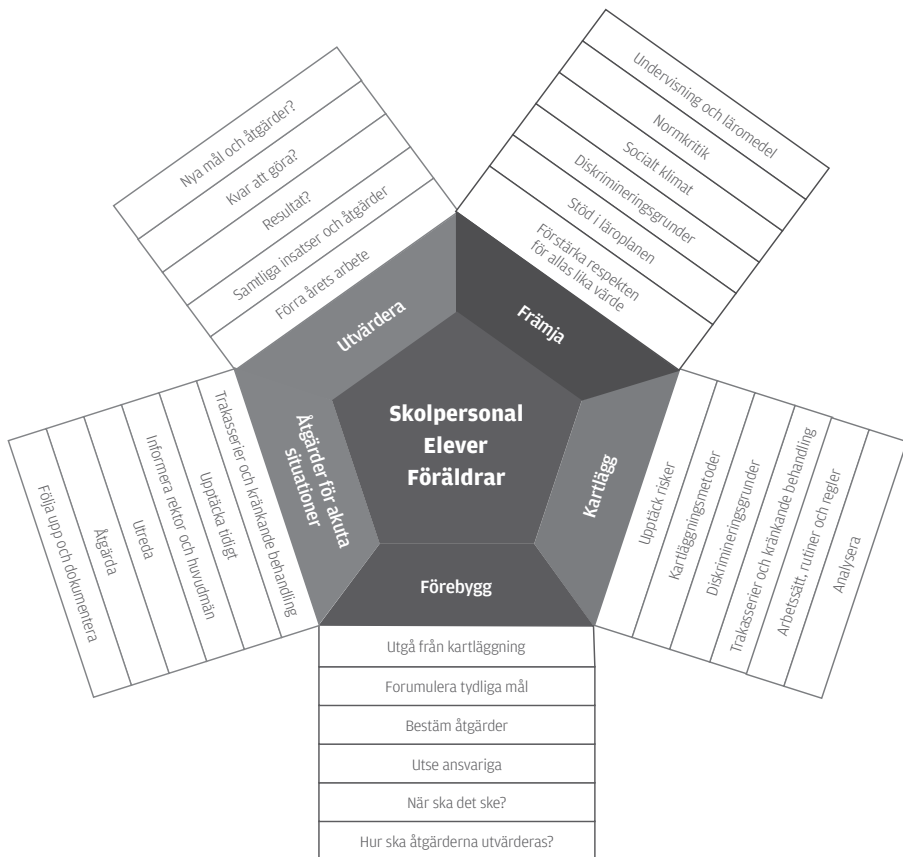 Skolpersonal
Elever
Föräldrar
Främja
Förstärka respekten
för allas lika värde
Stöd i läroplanen
Diskrimineringsgrunder
Socialt klimat
Normkritik
Undervisning och läromedel
Kartlägg
Upptäck risker
Kartläggningsmetoder
Diskrimineringsgrunder
Trakasserier och kränkande behandling
Arbetssätt, rutiner och regler
Analysera
Förebygg
Utgå från kartläggning
Forumulera tydliga mål
Bestäm åtgärder
Utse ansvariga
När ska det ske?
Hur ska åtgärderna utvärderas?
Åtgärder för akuta
situationer
Trakasserier och kränkande behandling
Upptäcka tidigt
Informera rektor och huvudmän
Utreda
Åtgärda
Följa upp och dokumentera
Utvärdera
Förra årets arbete
Samtliga insatser och åtgärder
Resultat?
Kvar att göra?
Nya mål och åtgärder?